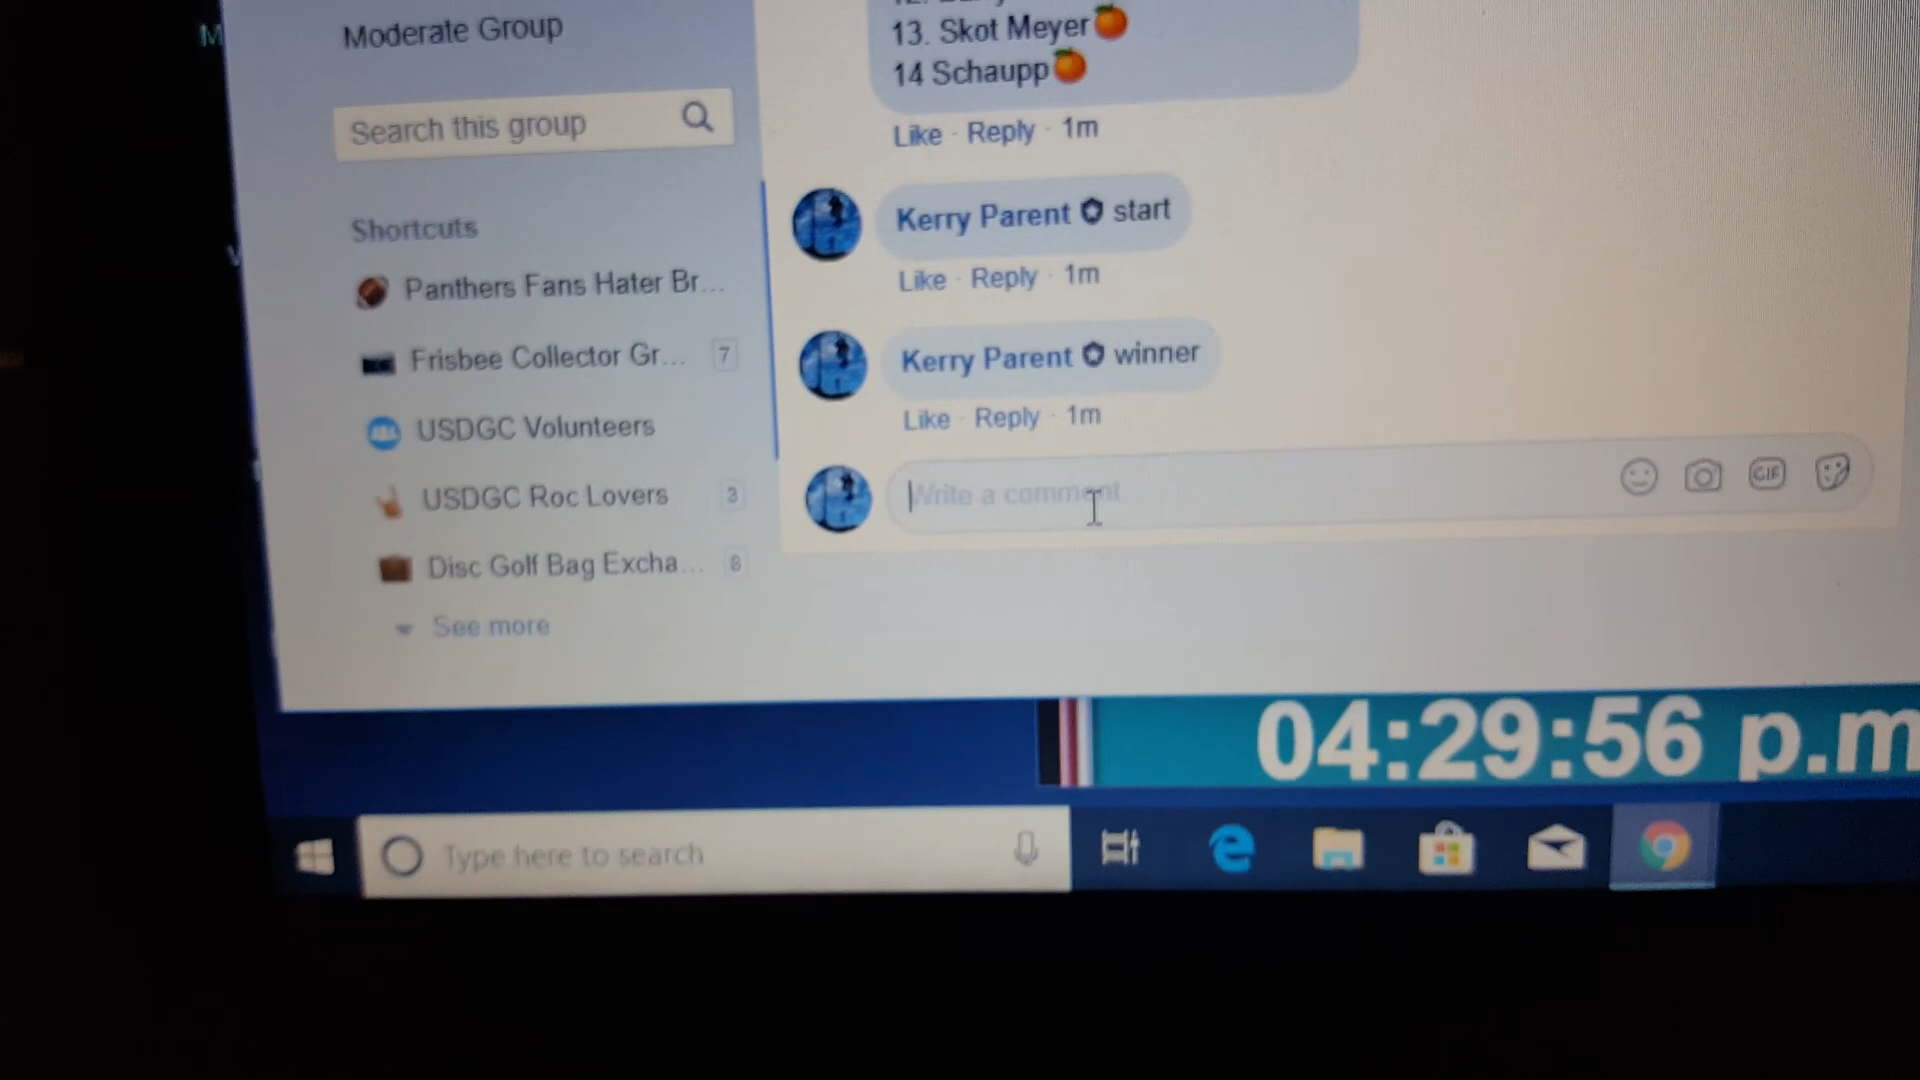 Moderate Group
Search this group
Shortcuts
Panthers Fans Hater Br...
Frisbee Collector Gr... 7
USDGC Volunteers
USDGC Roc Lovers 3
Disc Golf Bag Excha... 8
See more
13. Skot Meyer
14 Schaupp
Like · Reply · 1m
Kerry Parent start
Like · Reply · 1m
Kerry Parent winner
Like · Reply · 1m
Write a comment
GIF
04:29:56 p.m
Type here to search